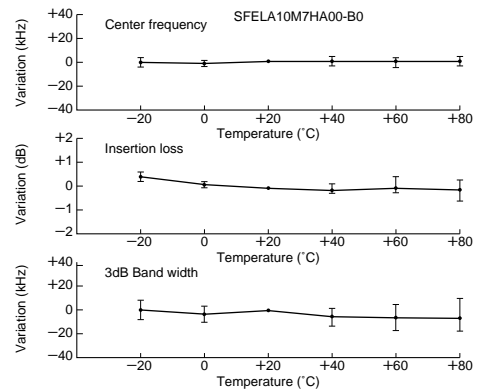 SFELA10M7HA00-B0
Center frequency
Variation (kHz)
+40
+20
0
−20
−40
−20 0 +20 +40 +60 +80
Temperature (˚C)
Insertion loss
Variation (dB)
+2
+1
0
−1
−2
−20 0 +20 +40 +60 +80
Temperature (˚C)
3dB Band width
Variation (kHz)
+40
+20
0
−20
−40
−20 0 +20 +40 +60 +80
Temperature (˚C)